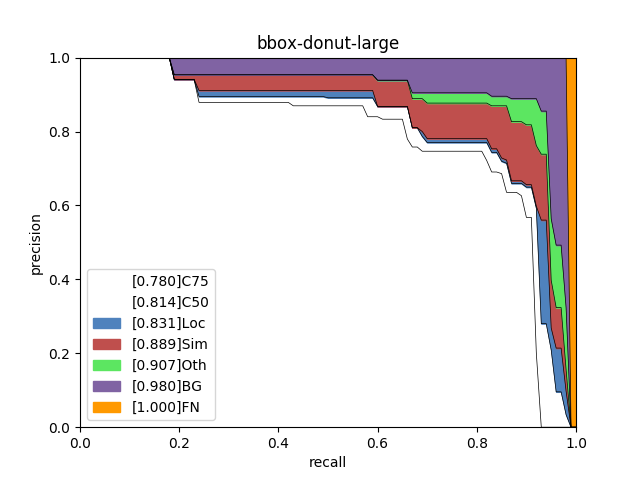 bbox-donut-large
1.0
0.8
0.6
0.4
0.2
0.0
precision
[0.780]C75
[0.814]C50
[0.831]Loc
[0.889]Sim
[0.907]Oth
[0.980]BG
[1.000]FN
0.0 0.2 0.4 0.6 0.8 1.0
recall